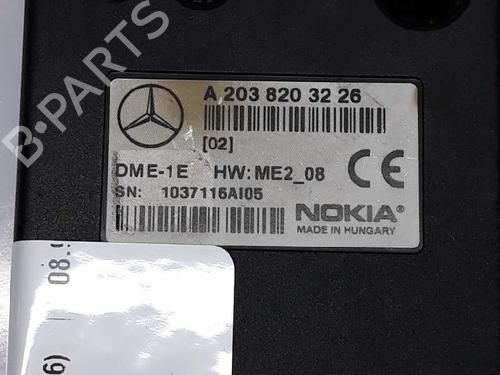 A 203 820 32 26
[02]
DME-1E HW: ME2_08
CE
SN: 1037116AI05
NOKIA®
MADE IN HUNGARY
B-PARTS